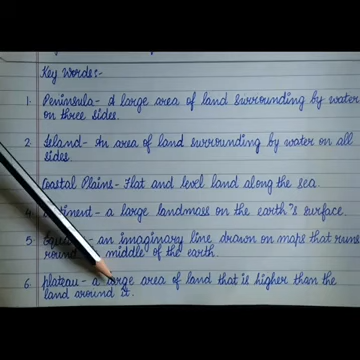 Key Words:-
1. Peninsula - A large area of land surrounding by water
on three sides.
2 Island - An area of land surrounding by water on all
sides.
Coastal Plains - Flat and level land along the sea.
4 - a large landmass on the earth's surface.
5 - an imaginary line drawn on maps that runs
round middle of the earth.
6. Plateau - a large area of land that is higher than the
land around it.